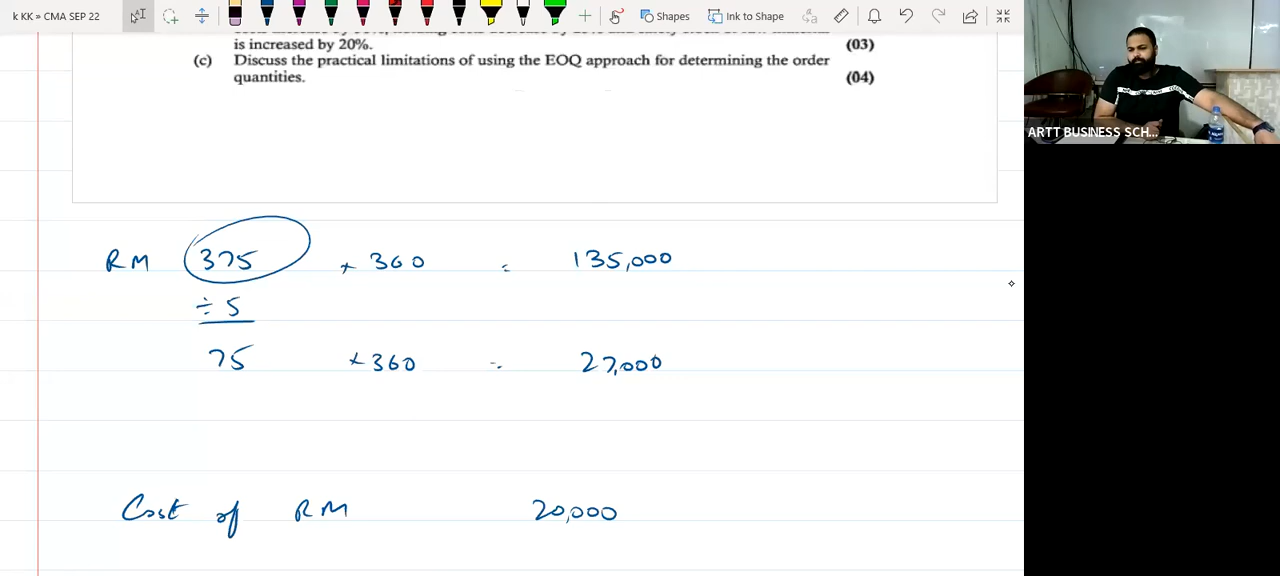 k KK » CMA SEP 22
Shapes
Ink to Shape
is increased by 20%.
(03)
(c) Discuss the practical limitations of using the EOQ approach for determining the order
quantities.
(04)
ARTT BUSINESS SCH...
RM 375 × 360 = 135,000
÷ 5
75 × 360 = 27,000
Cost of RM 20,000